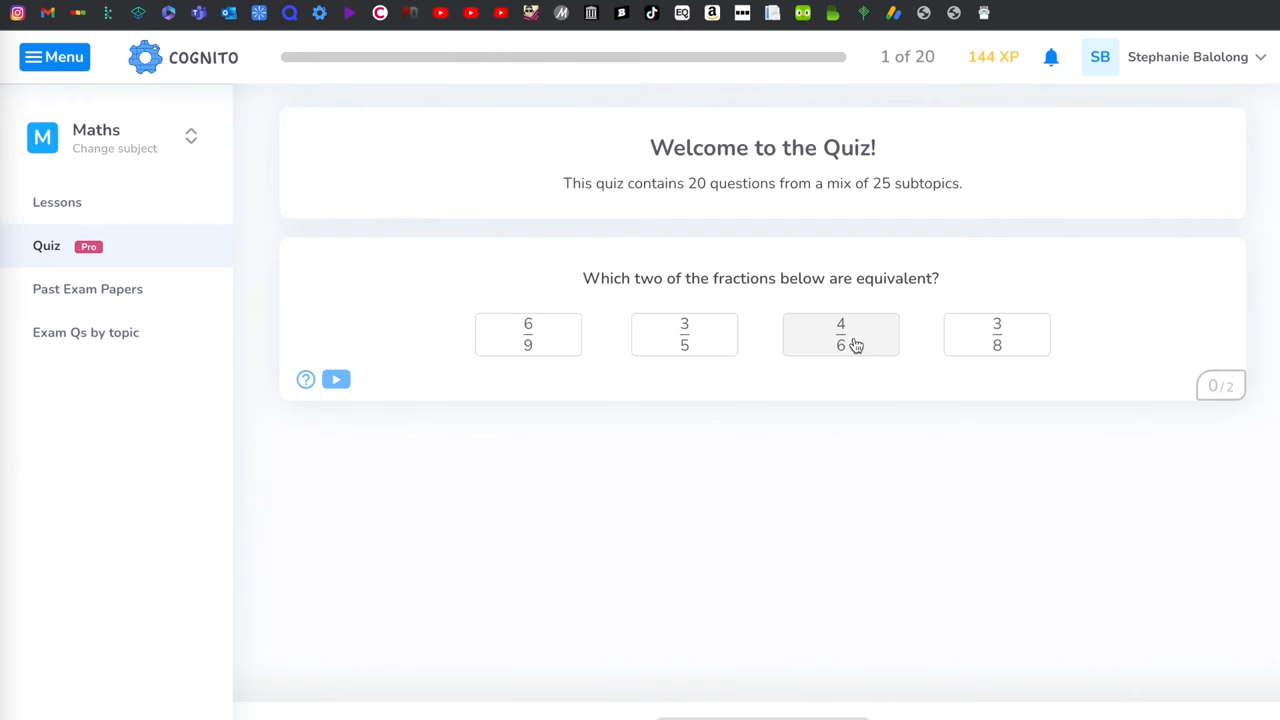 Menu
COGNITO
1 of 20
144 XP
SB
Stephanie Balolong
M
Maths
Change subject
Lessons
Quiz Pro
Past Exam Papers
Exam Qs by topic
Welcome to the Quiz!
This quiz contains 20 questions from a mix of 25 subtopics.
Which two of the fractions below are equivalent?
6/9 3/5 4/6 3/8
?
0/2